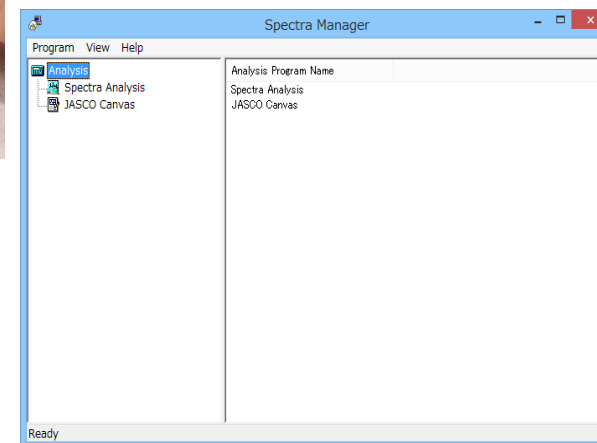 Spectra Manager
Program View Help
Analysis
Spectra Analysis
JASCO Canvas
Analysis Program Name
Spectra Analysis
JASCO Canvas
Ready